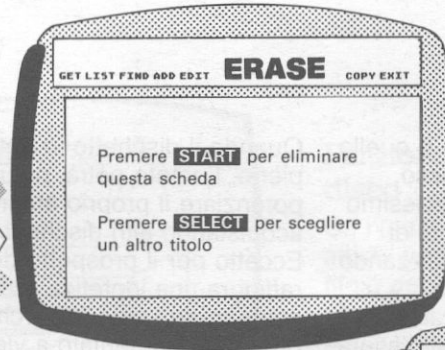 GET LIST FIND ADD EDIT ERASE COPY EXIT
Premere START per eliminare
questa scheda
Premere SELECT per scegliere
un altro titolo